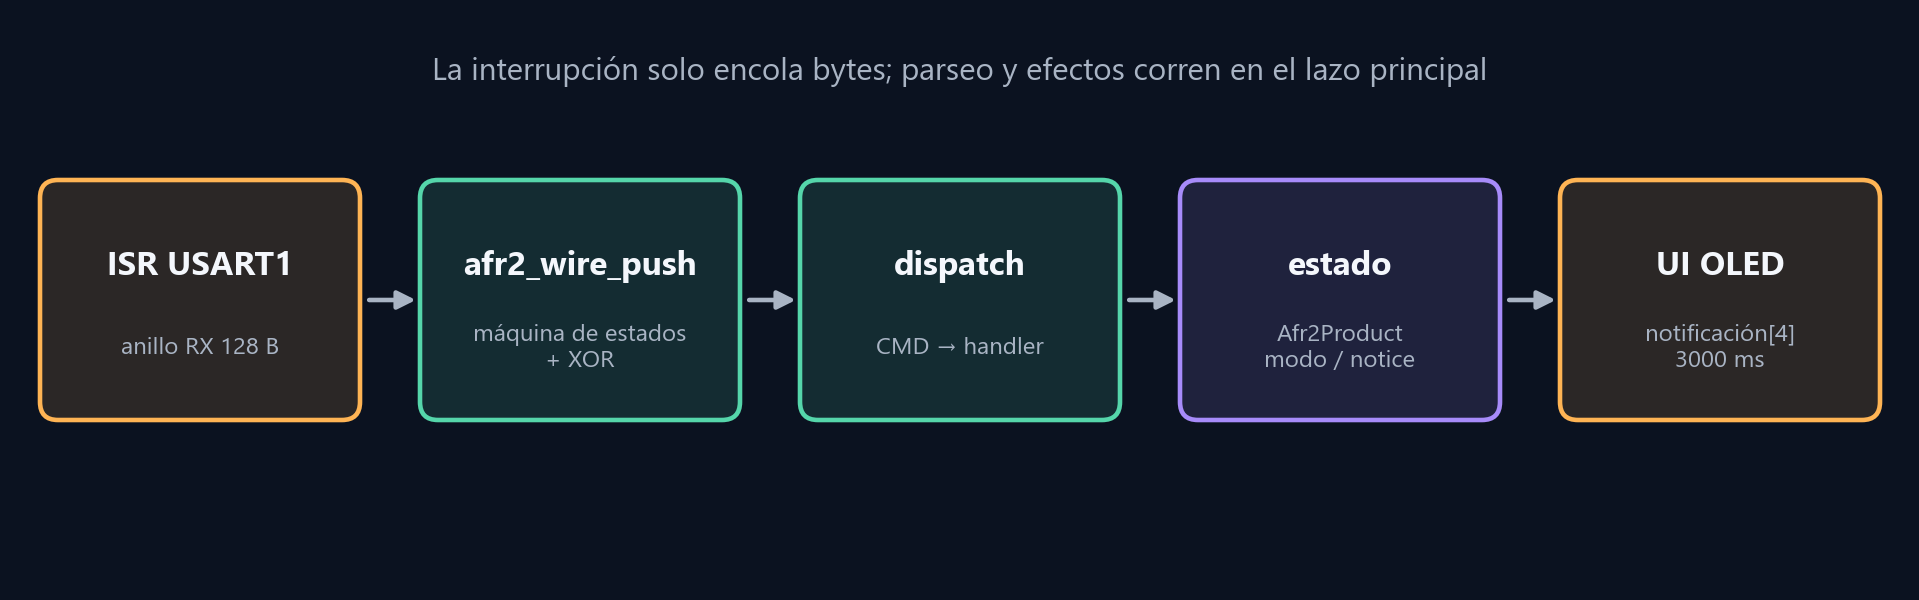 La interrupción solo encola bytes; parseo y efectos corren en el lazo principal
ISR USART1
anillo RX 128 B
afr2_wire_push
máquina de estados
+ XOR
dispatch
CMD → handler
estado
Afr2Product
modo / notice
UI OLED
notificación[4]
3000 ms